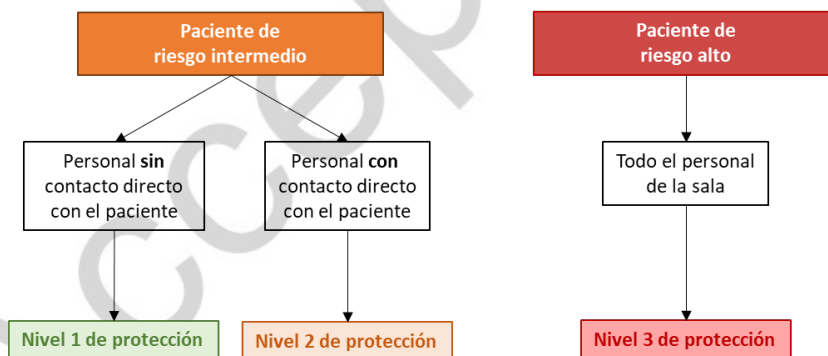 Paciente de
riesgo intermedio
Paciente de
riesgo alto
Personal sin
contacto directo
con el paciente
Personal con
contacto directo
con el paciente
Todo el personal
de la sala
Nivel 1 de protección
Nivel 2 de protección
Nivel 3 de protección